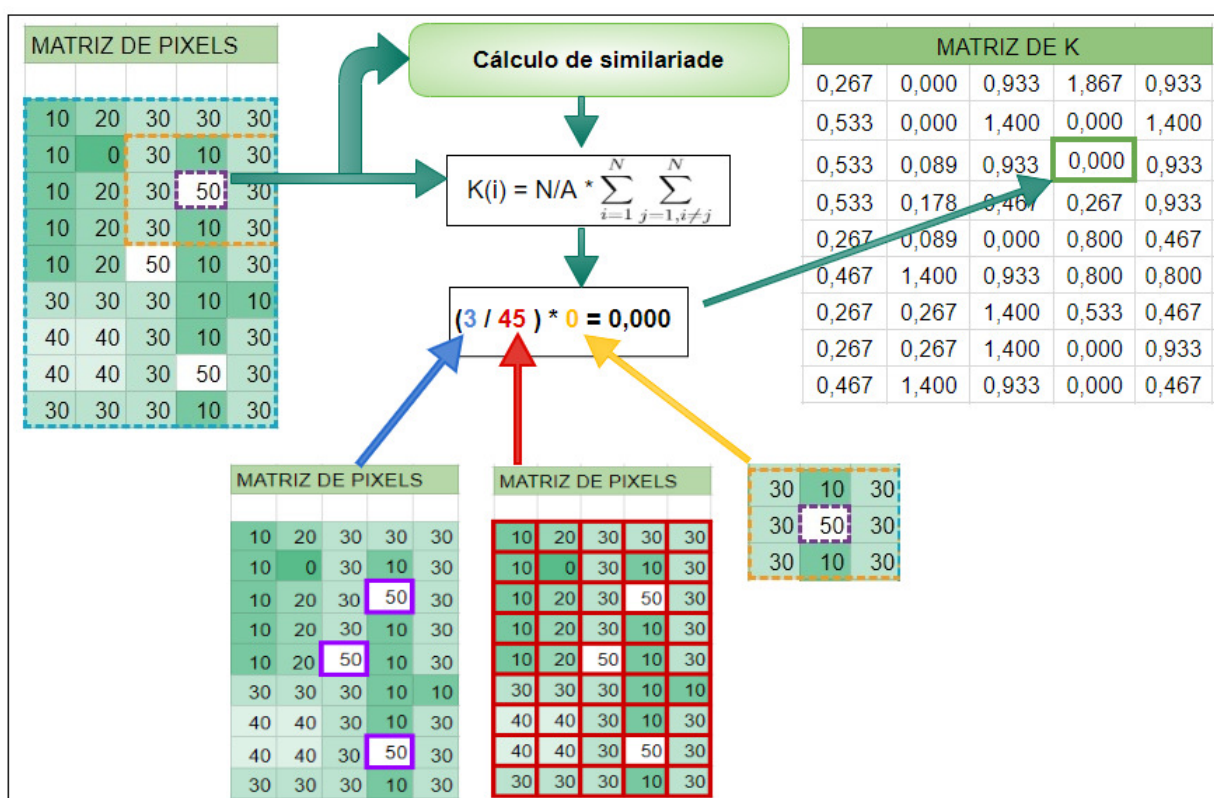 MATRIZ DE PIXELS
10 20 30 30 30
10 0 30 10 30
10 20 30 50 30
10 20 30 10 30
10 20 50 10 30
30 30 30 10 10
40 40 30 10 30
40 40 30 50 30
30 30 30 10 30
Cálculo de similariade
K(i) = N/A * ∑ i=1 N ∑ j=1,i≠j N
(3 / 45 ) * 0 = 0,000
MATRIZ DE K
0,267 0,000 0,933 1,867 0,933
0,533 0,000 1,400 0,000 1,400
0,533 0,089 0,933 0,000 0,933
0,533 0,178 0,467 0,267 0,933
0,267 0,089 0,000 0,800 0,467
0,467 1,400 0,933 0,800 0,800
0,267 0,267 1,400 0,533 0,467
0,267 0,267 1,400 0,000 0,933
0,467 1,400 0,933 0,000 0,467
MATRIZ DE PIXELS
10 20 30 30 30
10 0 30 10 30
10 20 30 50 30
10 20 30 10 30
10 20 50 10 30
30 30 30 10 10
40 40 30 10 30
40 40 30 50 30
30 30 30 10 30
MATRIZ DE PIXELS
10 20 30 30 30
10 0 30 10 30
10 20 30 50 30
10 20 30 10 30
10 20 50 10 30
30 30 30 10 10
40 40 30 10 30
40 40 30 50 30
30 30 30 10 30
30 10 30
30 50 30
30 10 30